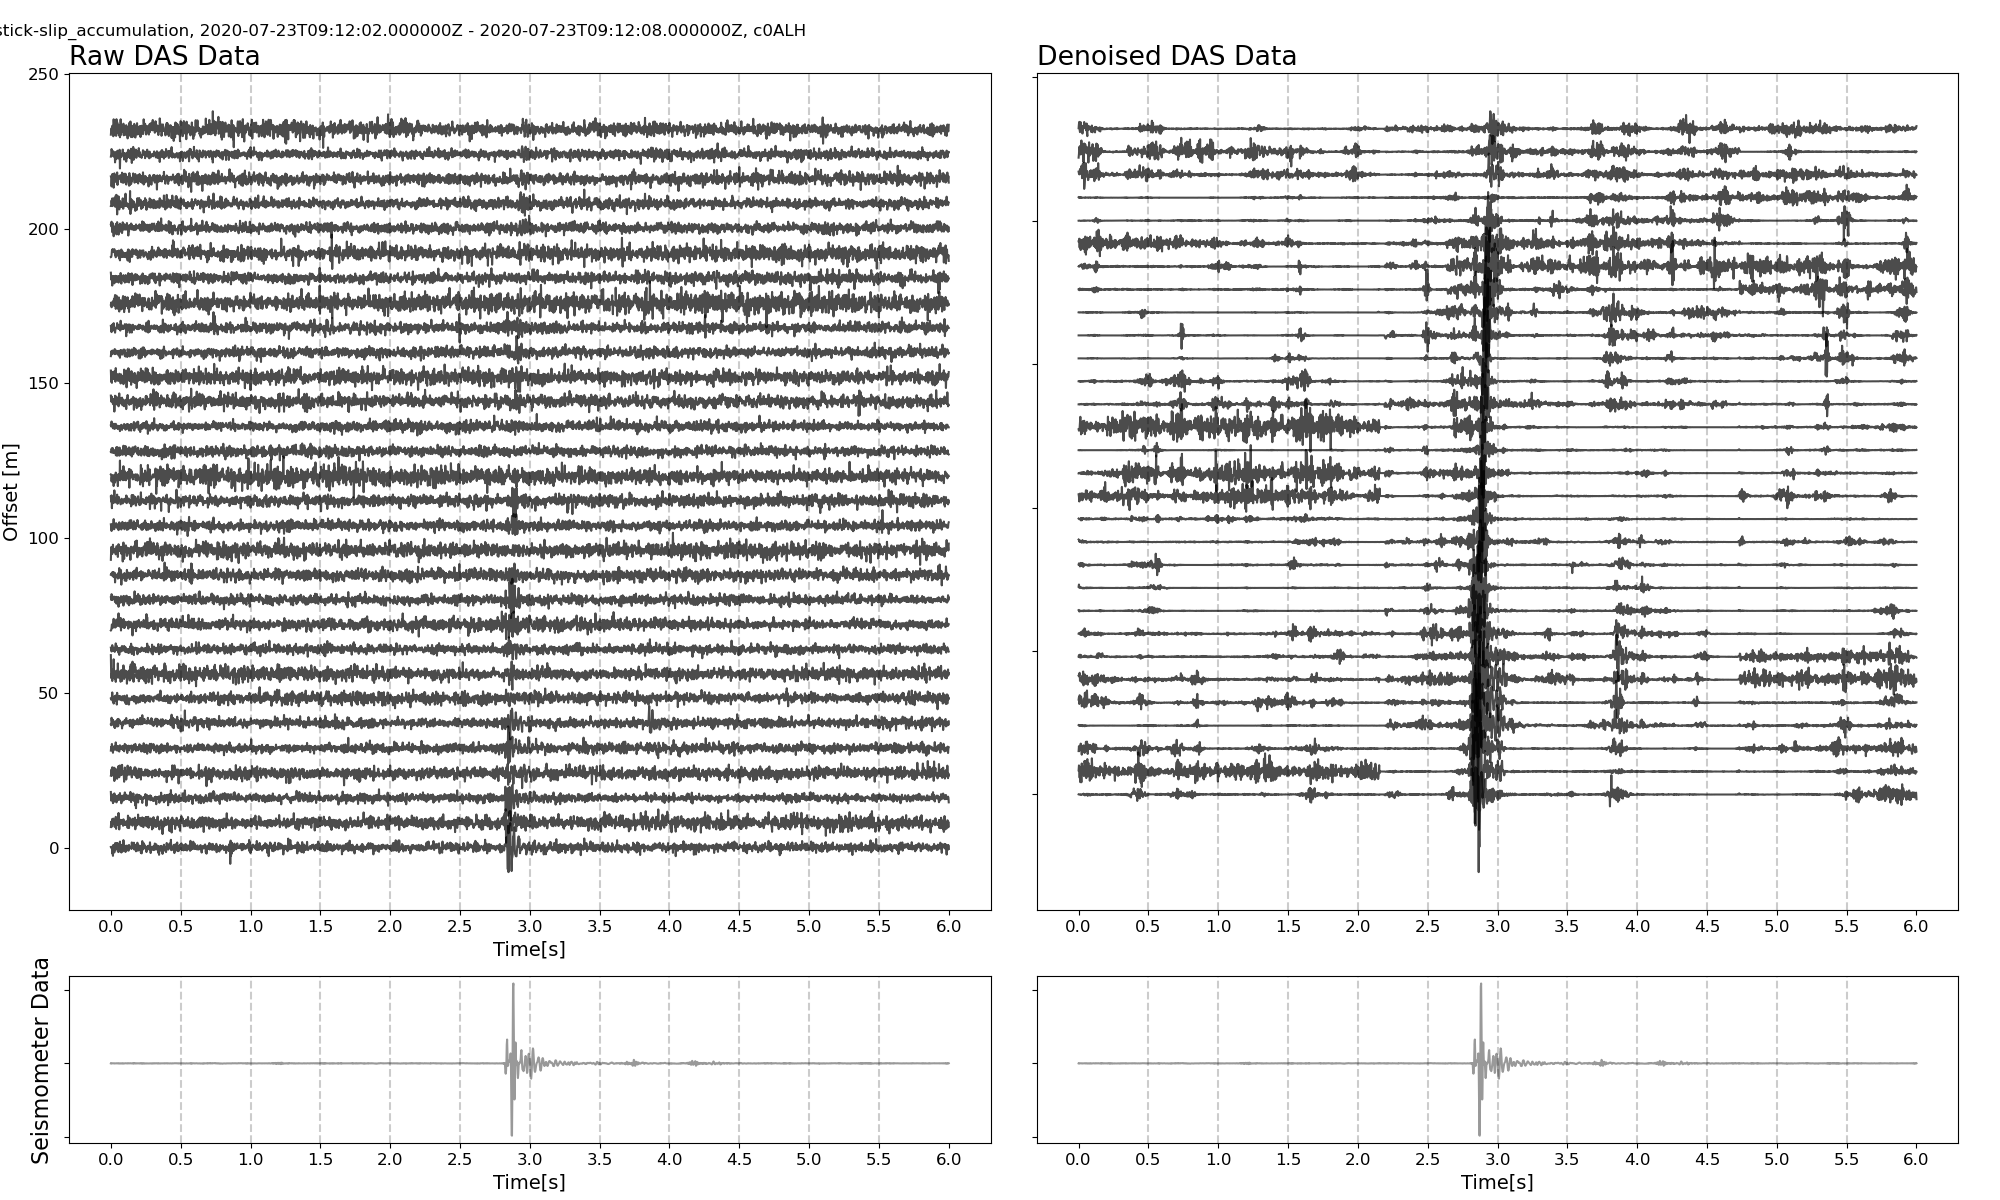 stick-slip_accumulation, 2020-07-23T09:12:02.000000Z - 2020-07-23T09:12:08.000000Z, c0ALH
Raw DAS Data
Denoised DAS Data
250
200
150
100
50
0
Offset [m]
0.0 0.5 1.0 1.5 2.0 2.5 3.0 3.5 4.0 4.5 5.0 5.5 6.0
Time[s]
0.0 0.5 1.0 1.5 2.0 2.5 3.0 3.5 4.0 4.5 5.0 5.5 6.0
Seismometer Data
0.0 0.5 1.0 1.5 2.0 2.5 3.0 3.5 4.0 4.5 5.0 5.5 6.0
Time[s]
0.0 0.5 1.0 1.5 2.0 2.5 3.0 3.5 4.0 4.5 5.0 5.5 6.0
Time[s]